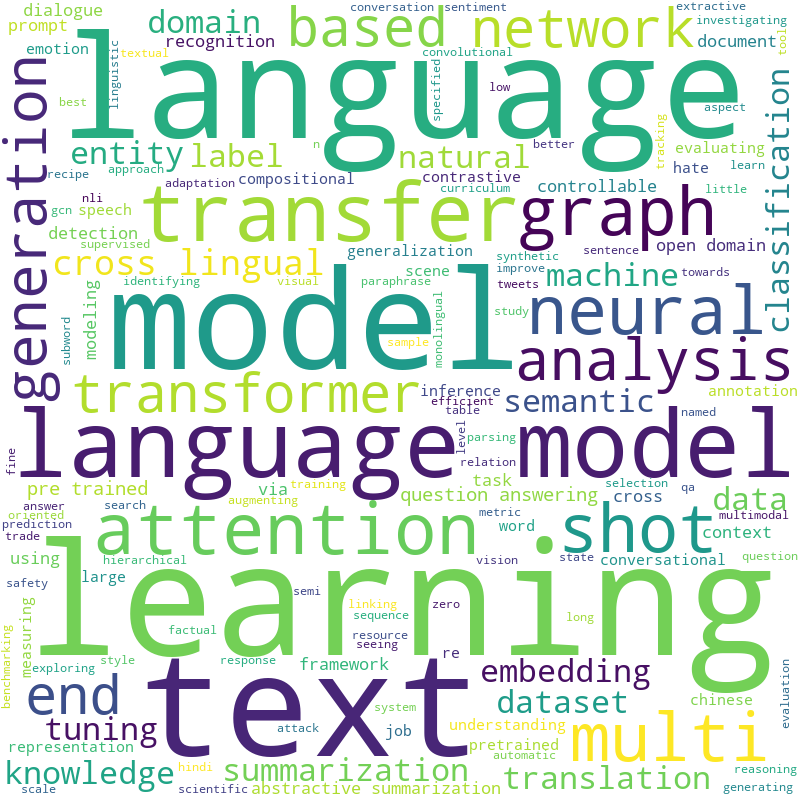 dialogue
domain
based
conversation
sentiment
extractive
prompt
network
investigating
emotion
recognition
document
linguistic
textual
language
convolutional
specified
low
tools
best
aspect
generation
entity
label
natural
n
better
tracking
evaluating
classification
recipe
approach
adaptation
compositional
contrastive
curriculum
controllable
hate
learn
nli
gcn
speech
transfer
graph
little
detection
supervised
generalization
synthetic
sentence
open domain
cross lingual
scene
improve
machine
towards
identifying
visual
paraphrase
tweets
modeling
model
monolingual
study
neural
subword
sample
analysis
transformer
inference
efficient
semantic
annotation
table
named
fine
language model
level
parsing
relation
pre trained
via
training
task
selection
qa
augmenting
question answering
cross
data
answer
search
metric
multimodal
oriented
attention
word
shot
context
prediction
trade
using
hierarchical
vision
state
conversational
question
safety
large
learning
semi
linking
zero
long
sequence
resource
benchmarking
measuring
factual
seeing
exploring
style
response
framework
re
embedding
evaluation
end
text
system
dataset
chinese
tuning
attack
job
understanding
multi
representation
pretrained
automatic
knowledge
hindi
summarization
translation
reasoning
scale
scientific
abstractive summarization
generating